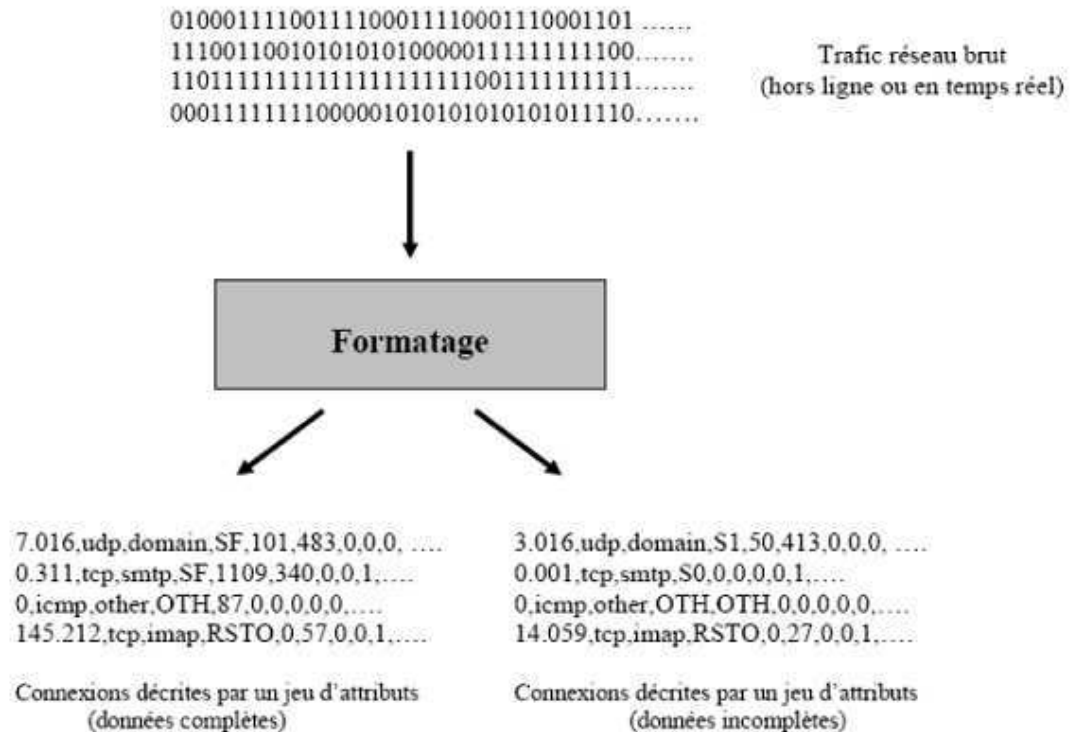 01000111100111100011110001110001101 ......
11100110010101010100000111111111100.......
11011111111111111111111001111111111.......
00011111111100000101010101010101011110.......
Trafic réseau brut
(hors ligne ou en temps réel)
Formatage
7.016,udp,domain,SF,101,483,0,0,0, ....
0.311,tcp,smtp,SF,1109,340,0,0,1,....
0,icmp,other,OTH,87,0,0,0,0,0,....
145.212,tcp,imap,RSTO,0,57,0,0,1,....
Connexions décrites par un jeu d'attributs
(données complètes)
3.016,udp,domain,S1,50,413,0,0,0, ....
0.001,tcp,smtp,S0,0,0,0,0,1,....
0,icmp,other,OTH,OTH,0,0,0,0,0,....
14.059,tcp,imap,RSTO,0,27,0,0,1,....
Connexions décrites par un jeu d'attributs
(données incomplètes)